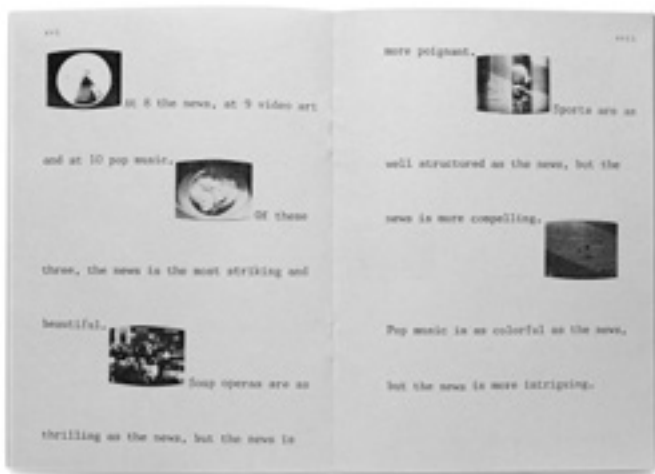 xvi
At 8 the news, at 9 video art
and at 10 pop music.
Of these
three, the news is the most striking and
beautiful.
Soap operas are as
thrilling as the news, but the news is
xvii
more poignant.
Sports are as
well structured as the news, but the
news is more compelling.
Pop music is as colorful as the news,
but the news is more intriguing.